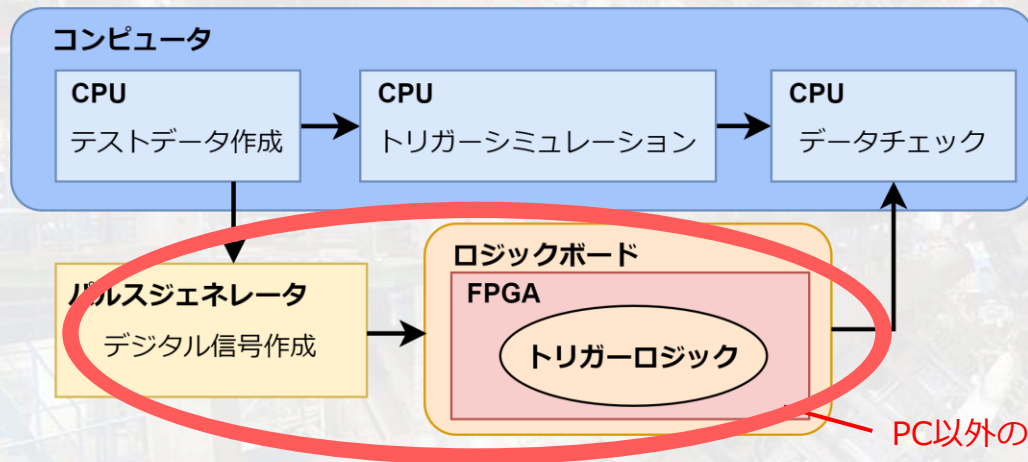 コンピュータ
CPU
テストデータ作成
CPU
トリガーシミュレーション
CPU
データチェック
パルスジェネレータ
デジタル信号作成
ロジックボード
FPGA
トリガーロジック
PC以外の